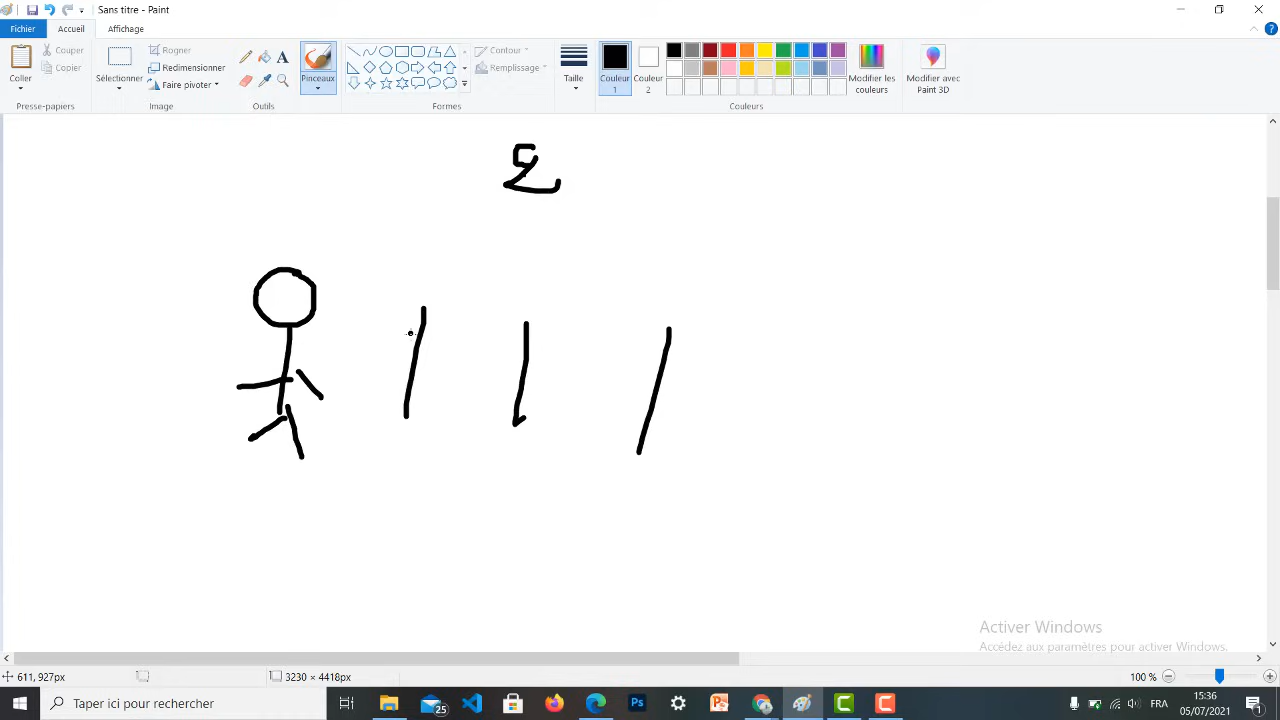 Sans titre - Paint
Fichier Accueil Affichage
Coller
Couper
Copier
Presse-papiers
Sélectionner
Rogner
Redimensionner
Faire pivoter
Image
Outils
Pinceaux
Formes
Contour
Remplissage
Taille
Couleur 1
Couleur 2
Modifier les couleurs
Couleurs
Modifier avec Paint 3D
Activer Windows
Accédez aux paramètres pour activer Windows.
611, 927px
3230 × 4418px
100 %
Taper ici pour rechercher
25
FRA
15:36
05/07/2021